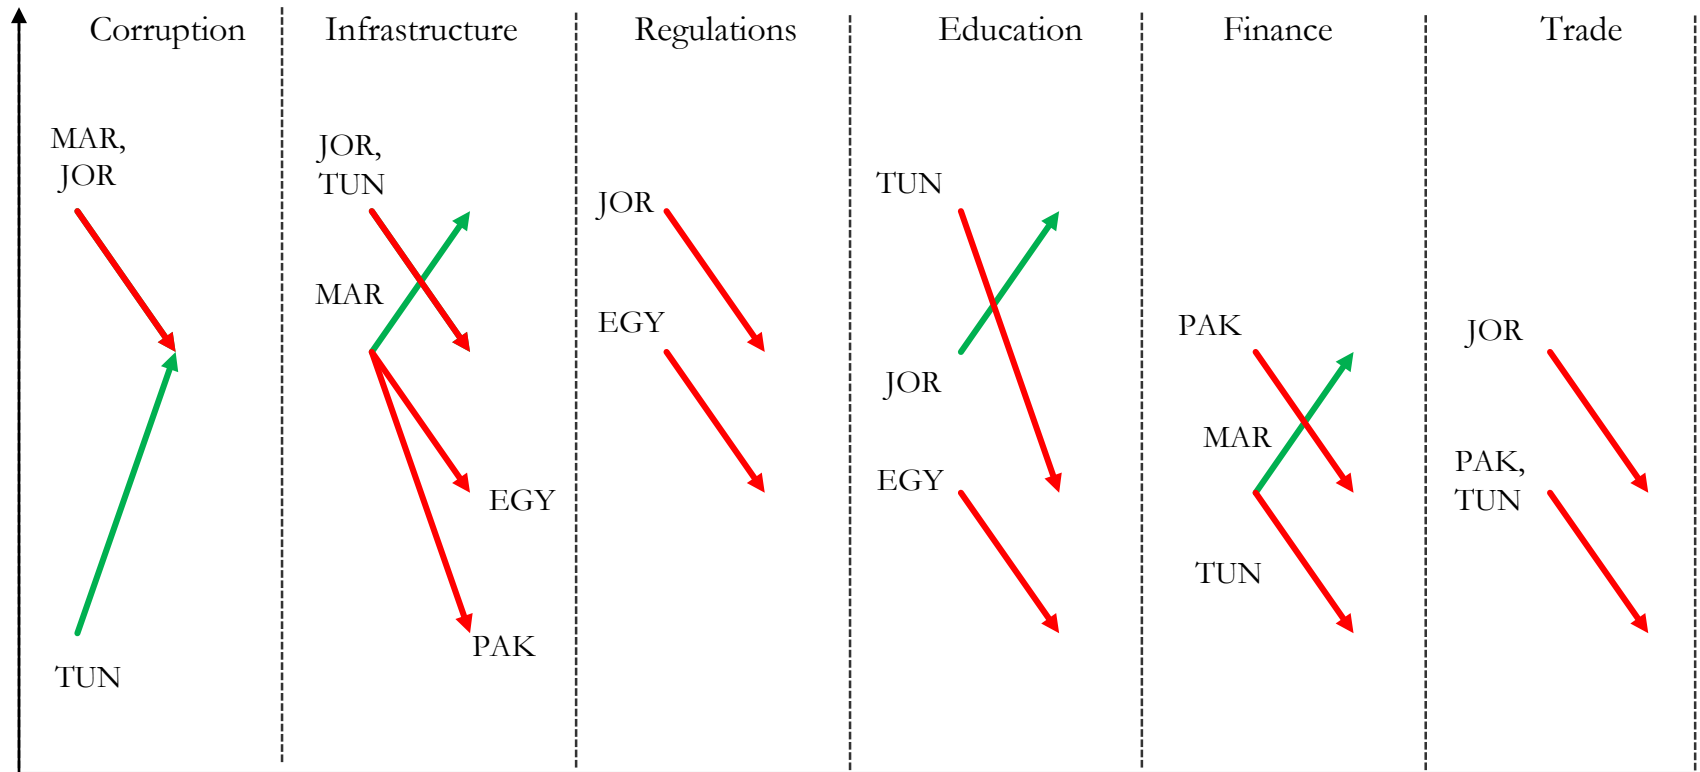 Corruption
Infrastructure
Regulations
Education
Finance
Trade
MAR,
JOR
TUN
JOR,
TUN
MAR
EGY
PAK
JOR
EGY
TUN
JOR
EGY
PAK
MAR
TUN
JOR
PAK,
TUN